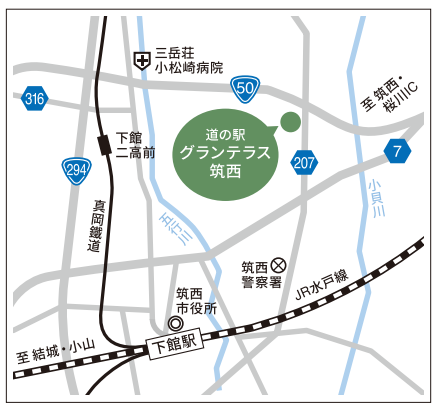 三岳荘
小松崎病院
50
316
至 筑西・
桜川IC
道の駅
グランテラス
筑西
下館
二高前
7
207
294
小貝川
真岡鐵道
五行川
筑西
警察署
JR水戸線
筑西
市役所
下館駅
至 結城・小山